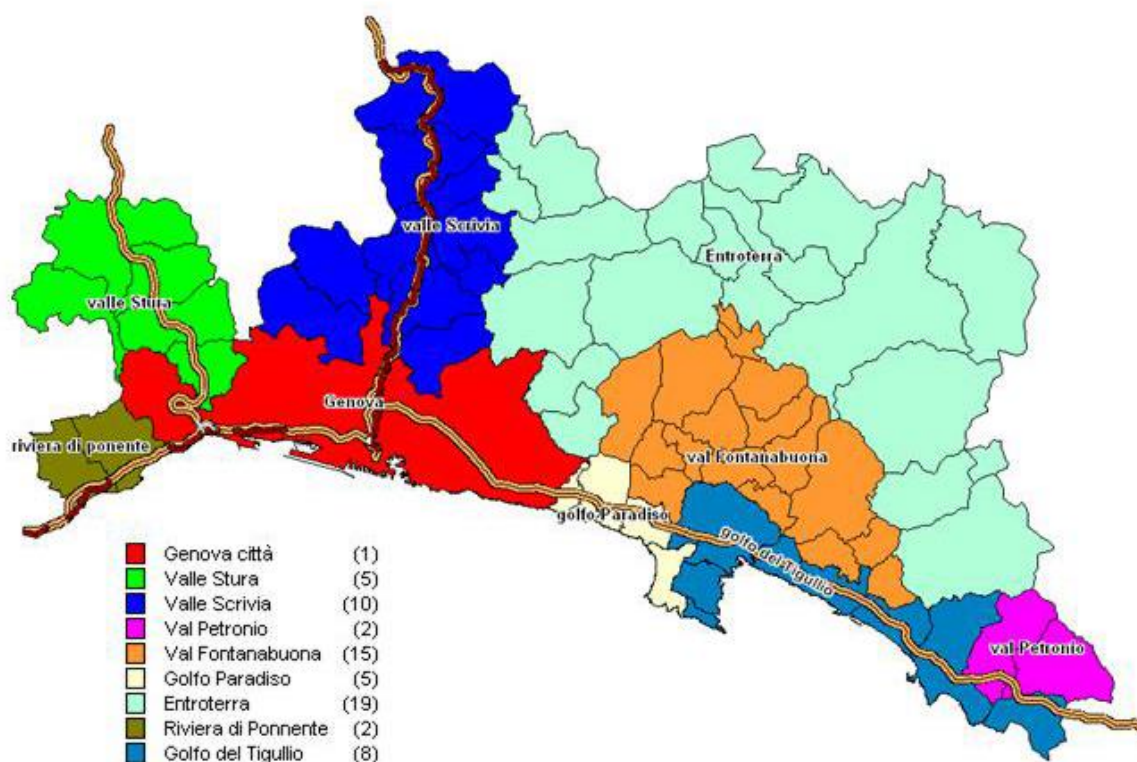 valle Scrivia
Entroterra
valle Stura
Genova
riviera di ponente
val Fontanabuona
golfo Paradiso
golfo del Tigullio
val Petronio
Genova città (1)
Valle Stura (5)
Valle Scrivia (10)
Val Petronio (2)
Val Fontanabuona (15)
Golfo Paradiso (5)
Entroterra (19)
Riviera di Ponnente (2)
Golfo del Tigullio (8)